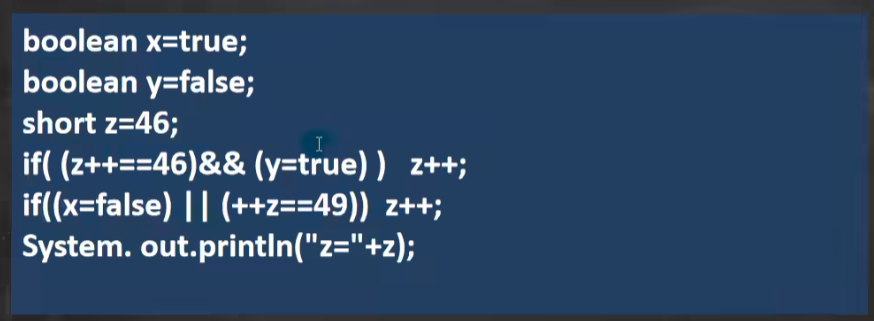 boolean x=true;
boolean y=false;
short z=46;
if( (z++==46)&& (y=true) )  z++;
if((x=false) || (++z==49))  z++;
System. out.println("z="+z);